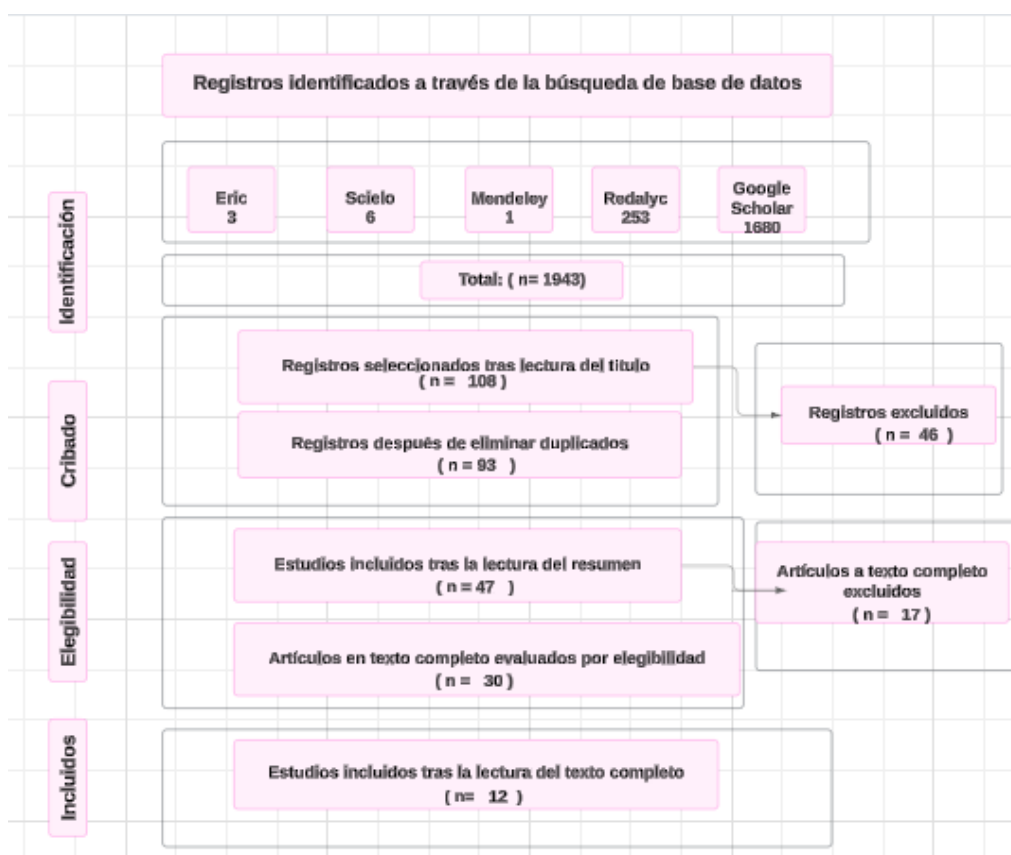 Registros identificados a través de la búsqueda de base de datos
Identificación
Eric
3
Scielo
6
Mendeley
1
Redalyc
253
Google
Scholar
1680
Total: ( n= 1943)
Cribado
Registros seleccionados tras lectura del titulo
( n = 108 )
Registros excluidos
( n = 46 )
Registros después de eliminar duplicados
( n = 93 )
Elegibilidad
Estudios incluidos tras la lectura del resumen
( n = 47 )
Artículos a texto completo
excluidos
( n = 17 )
Artículos en texto completo evaluados por elegibilidad
( n = 30 )
Incluidos
Estudios incluidos tras la lectura del texto completo
( n= 12 )